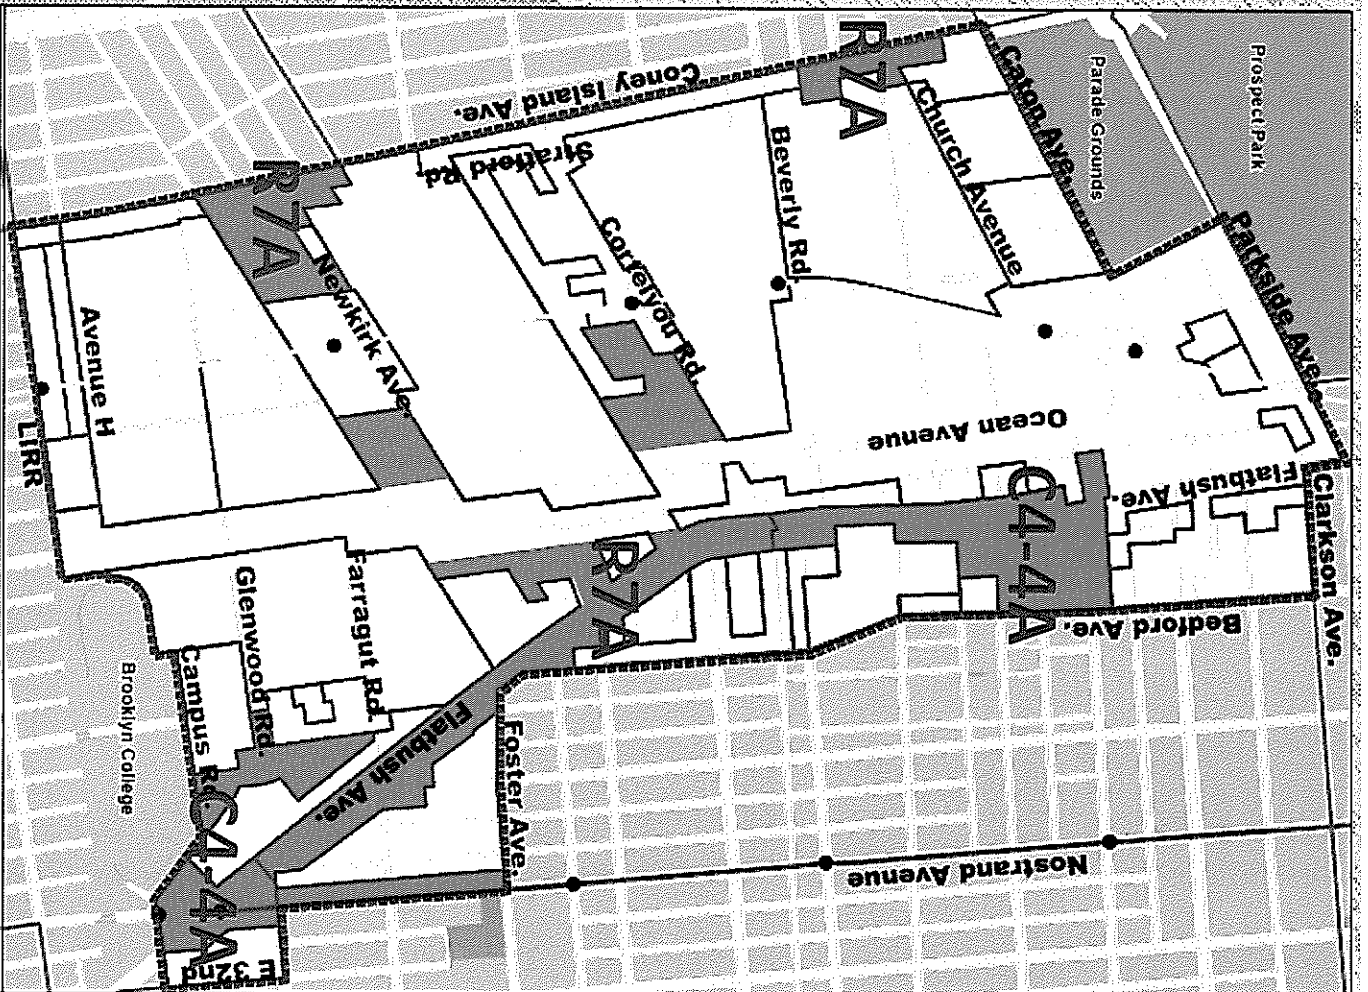 Prospect Park
Parade Grounds
Caton Ave.
Parkside Ave.
R7A
Church Avenue
Coney Island Ave.
Beverly Rd.
Stratford Rd.
Cortelyou Rd.
R7A
Newkirk Ave.
Avenue H
LIRR
Ocean Avenue
C4-4A
Flatbush Ave.
Clarkson Ave.
Bedford Ave.
R7A
Farragut Rd.
Glenwood Rd.
Campus Rd.
Brooklyn College
Flatbush Ave.
Foster Ave.
Nostrand Avenue
C4-4A
E 32nd